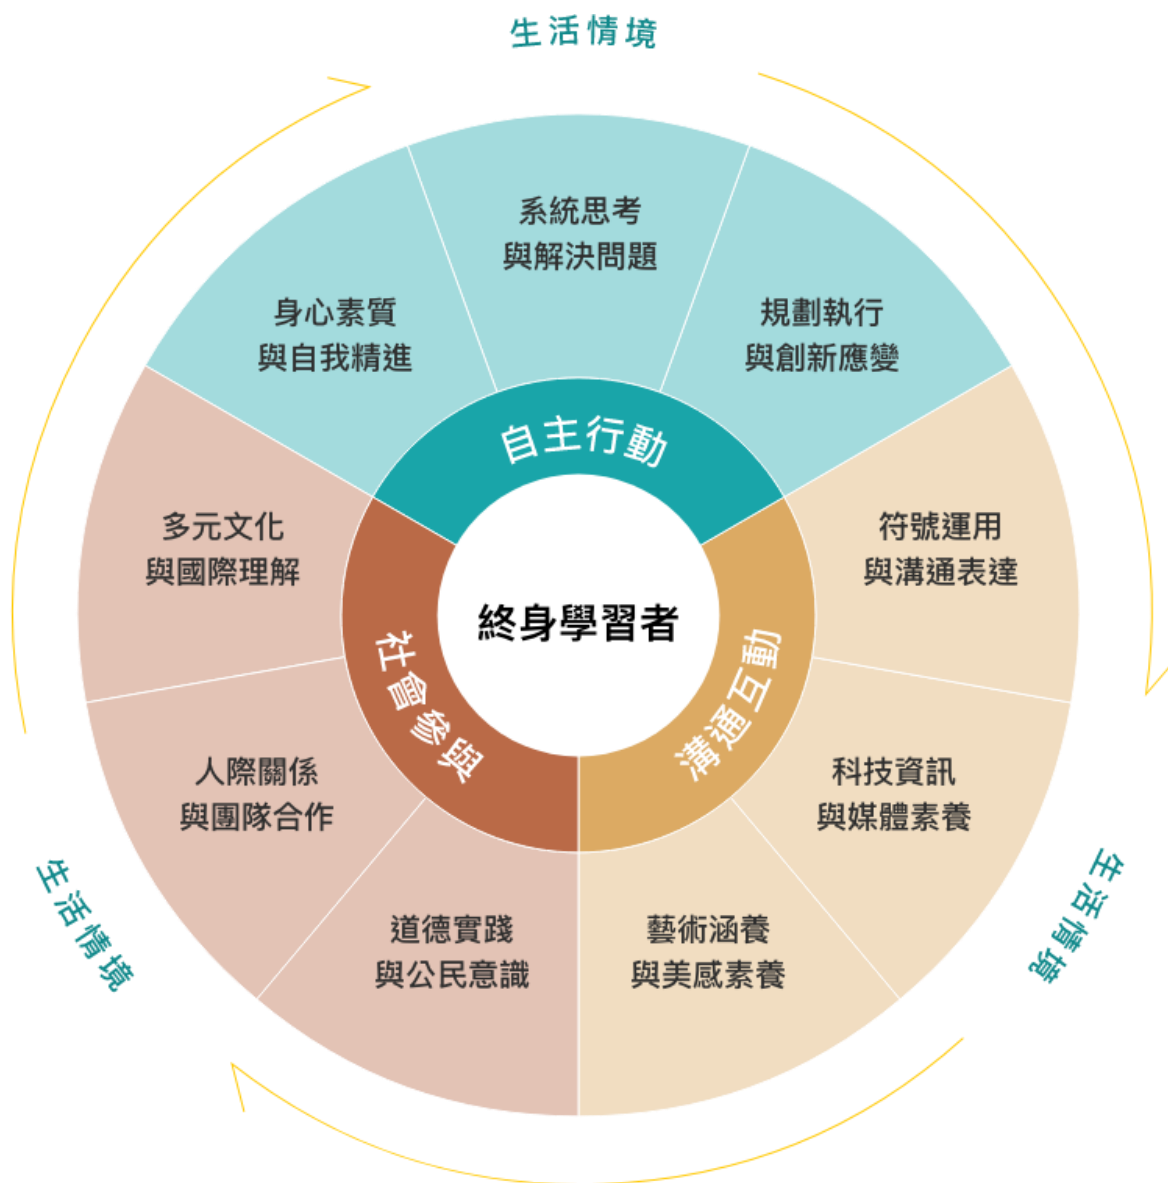 生活情境
系統思考
與解決問題
身心素質
與自我精進
規劃執行
與創新應變
自主行動
多元文化
與國際理解
符號運用
與溝通表達
終身學習者
社會參與
溝通互動
人際關係
與團隊合作
科技資訊
與媒體素養
道德實踐
與公民意識
藝術涵養
與美感素養
生活情境
生活情境